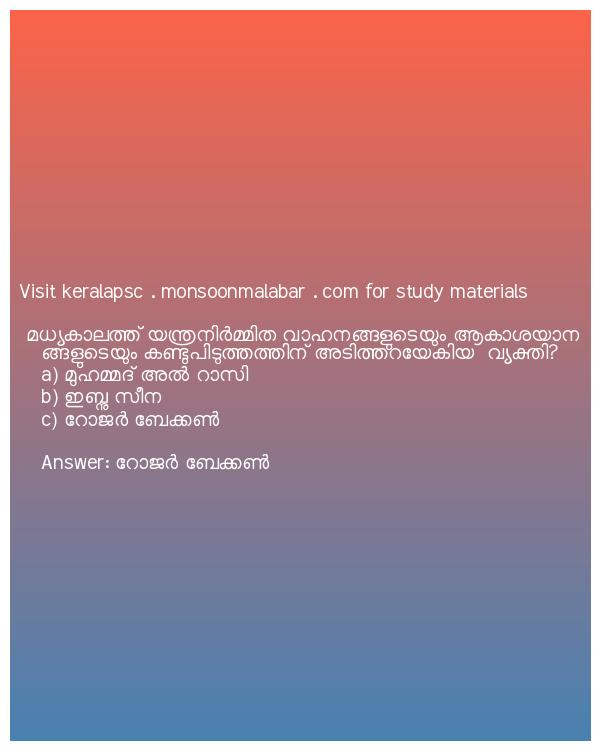 Visit keralapsc . monsoonmalabar . com for study materials
മധ്യകാലത്ത് യന്ത്രനിർമ്മിത വാഹനങ്ങളുടെയും ആകാശയാന
ങ്ങളുടെയും കണ്ടുപിടുത്തത്തിന് അടിത്തറയേകിയ വ്യക്തി?
a) മുഹമ്മദ് അൽ റാസി
b) ഇബ്നു സീന
c) റോജർ ബേക്കൺ
Answer: റോജർ ബേക്കൺ